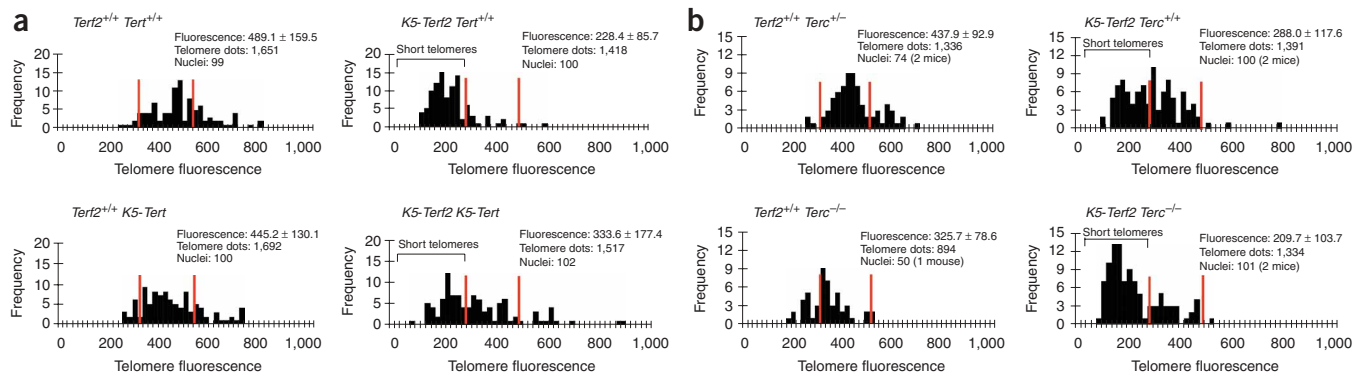 a
Terf2+/+ Tert+/+
Fluorescence: 489.1 ± 159.5
Telomere dots: 1,651
Nuclei: 99
Frequency
20
15
10
5
0
0 200 400 600 800 1,000
Telomere fluorescence
K5-Terf2 Tert+/+
Fluorescence: 228.4 ± 85.7
Telomere dots: 1,418
Nuclei: 100
Short telomeres
Frequency
20
15
10
5
0
0 200 400 600 800 1,000
Telomere fluorescence
Terf2+/+ K5-Tert
Fluorescence: 445.2 ± 130.1
Telomere dots: 1,692
Nuclei: 100
Frequency
20
15
10
5
0
0 200 400 600 800 1,000
Telomere fluorescence
K5-Terf2 K5-Tert
Fluorescence: 333.6 ± 177.4
Telomere dots: 1,517
Nuclei: 102
Short telomeres
Frequency
20
15
10
5
0
0 200 400 600 800 1,000
Telomere fluorescence
b
Terf2+/+ Terc+/–
Fluorescence: 437.9 ± 92.9
Telomere dots: 1,336
Nuclei: 74 (2 mice)
Frequency
15
12
9
6
3
0
0 200 400 600 800 1,000
Telomere fluorescence
K5-Terf2 Terc+/+
Fluorescence: 288.0 ± 117.6
Telomere dots: 1,391
Nuclei: 100 (2 mice)
Short telomeres
Frequency
15
12
9
6
3
0
0 200 400 600 800 1,000
Telomere fluorescence
Terf2+/+ Terc–/–
Fluorescence: 325.7 ± 78.6
Telomere dots: 894
Nuclei: 50 (1 mouse)
Frequency
15
12
9
6
3
0
0 200 400 600 800 1,000
Telomere fluorescence
K5-Terf2 Terc–/–
Fluorescence: 209.7 ± 103.7
Telomere dots: 1,334
Nuclei: 101 (2 mice)
Short telomeres
Frequency
15
12
9
6
3
0
0 200 400 600 800 1,000
Telomere fluorescence